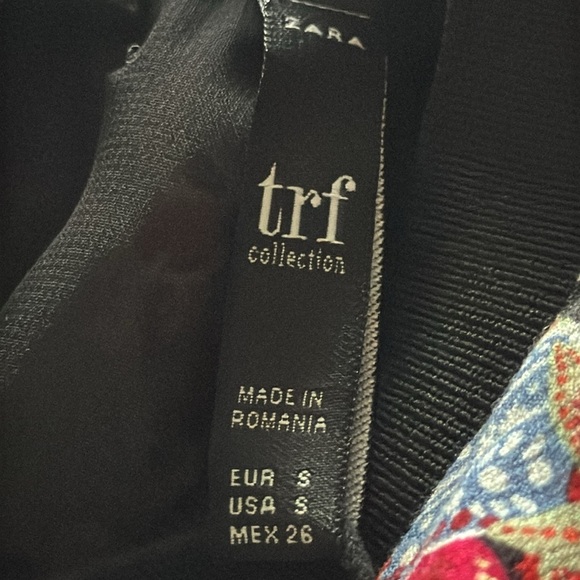 ZARA
trf
collection
MADE IN
ROMANIA
EUR S
USA S
MEX 26